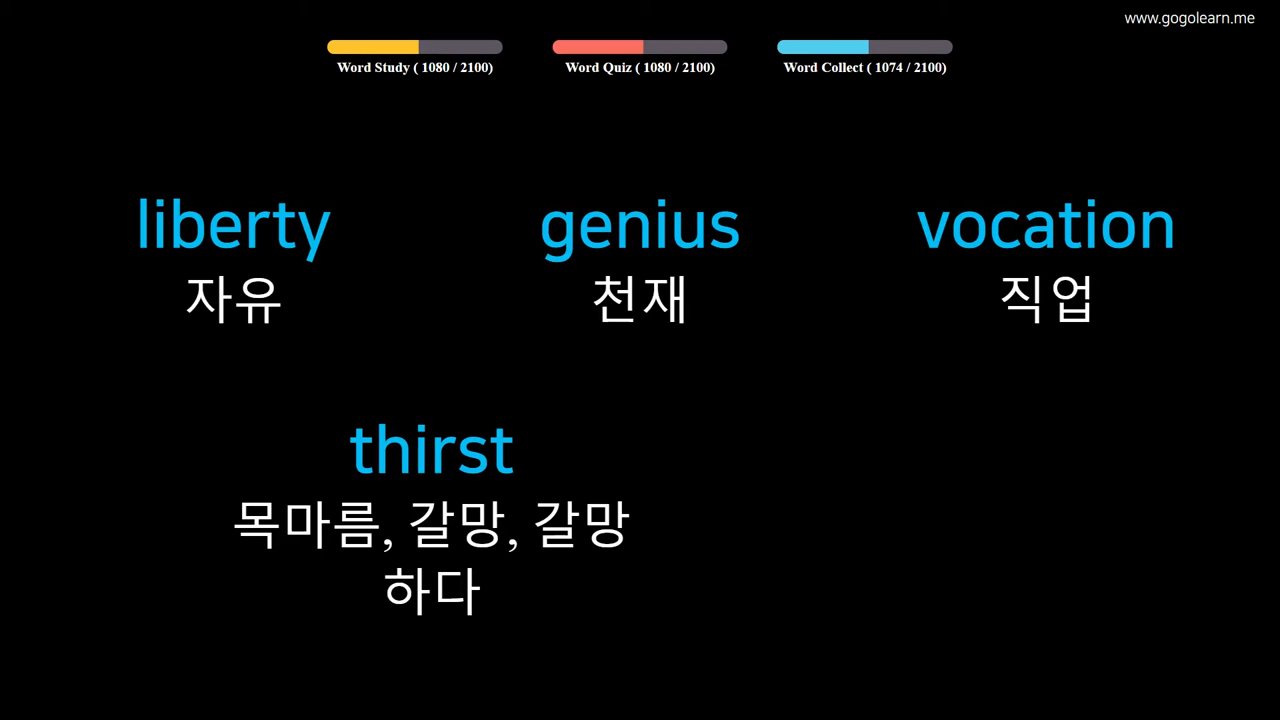 www.gogolearn.me
Word Study ( 1080 / 2100)
Word Quiz ( 1080 / 2100)
Word Collect ( 1074 / 2100)
liberty
자유
genius
천재
vocation
직업
thirst
목마름, 갈망, 갈망
하다